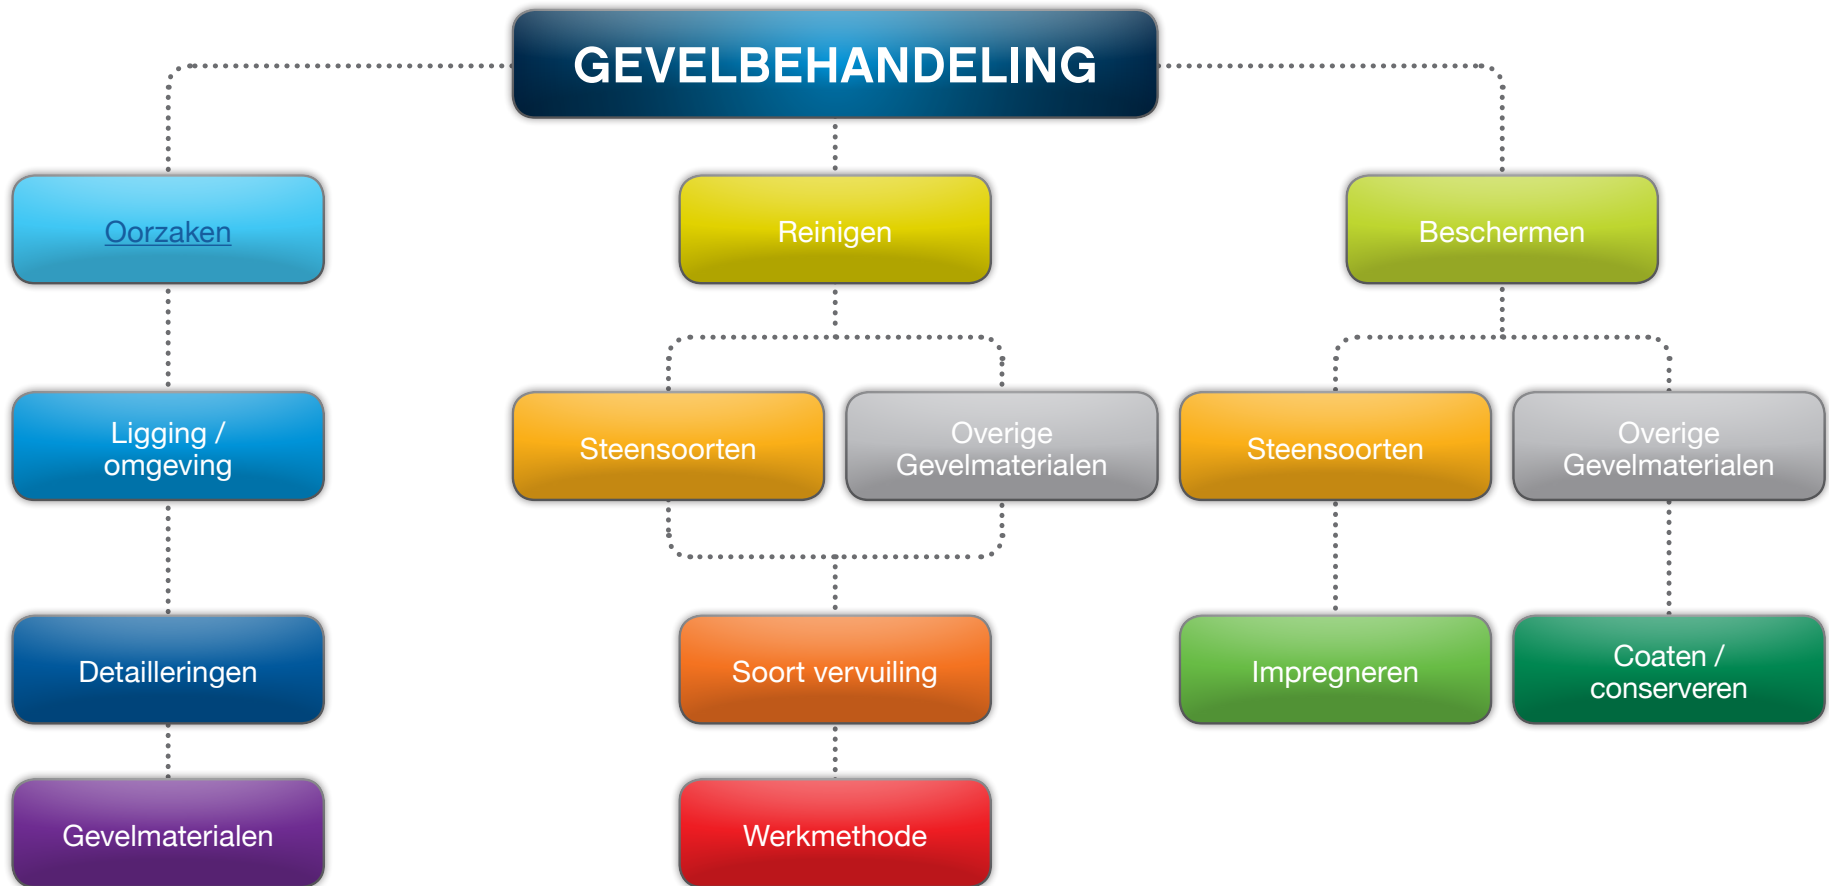 GEVELBEHANDELING
Oorzaken
Reinigen
Beschermen
Ligging /
omgeving
Steensoorten
Overige
Gevelmaterialen
Steensoorten
Overige
Gevelmaterialen
Detailleringen
Soort vervuiling
Impregneren
Coaten /
conserveren
Gevelmaterialen
Werkmethode